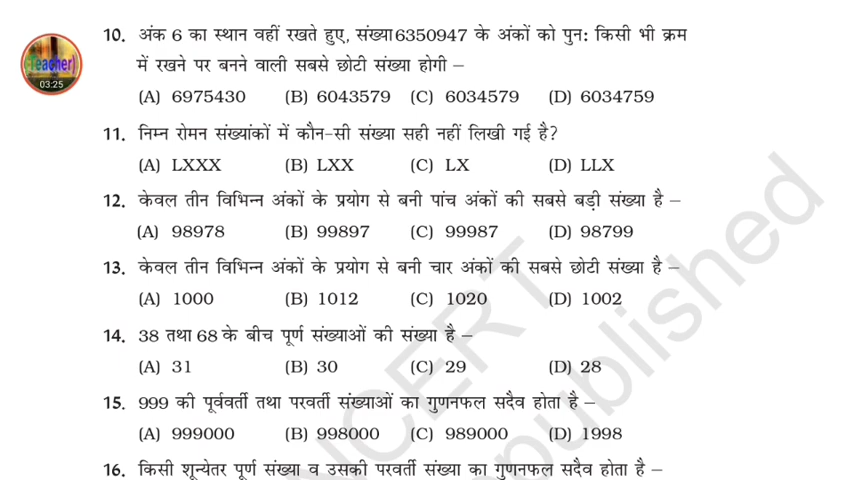 Teacher
03:25
10. अंक 6 का स्थान वहीं रखते हुए, संख्या 6350947 के अंकों को पुन: किसी भी क्रम
में रखने पर बनने वाली सबसे छोटी संख्या होगी –
(A) 6975430 (B) 6043579 (C) 6034579 (D) 6034759
11. निम्न रोमन संख्यांकों में कौन-सी संख्या सही नहीं लिखी गई है?
(A) LXXX (B) LXX (C) LX (D) LLX
12. केवल तीन विभिन्न अंकों के प्रयोग से बनी पांच अंकों की सबसे बड़ी संख्या है –
(A) 98978 (B) 99897 (C) 99987 (D) 98799
13. केवल तीन विभिन्न अंकों के प्रयोग से बनी चार अंकों की सबसे छोटी संख्या है –
(A) 1000 (B) 1012 (C) 1020 (D) 1002
14. 38 तथा 68 के बीच पूर्ण संख्याओं की संख्या है –
(A) 31 (B) 30 (C) 29 (D) 28
15. 999 की पूर्ववर्ती तथा परवर्ती संख्याओं का गुणनफल सदैव होता है –
(A) 999000 (B) 998000 (C) 989000 (D) 1998
16. किसी शून्येतर पूर्ण संख्या व उसकी परवर्ती संख्या का गुणनफल सदैव होता है –
NCERT
published